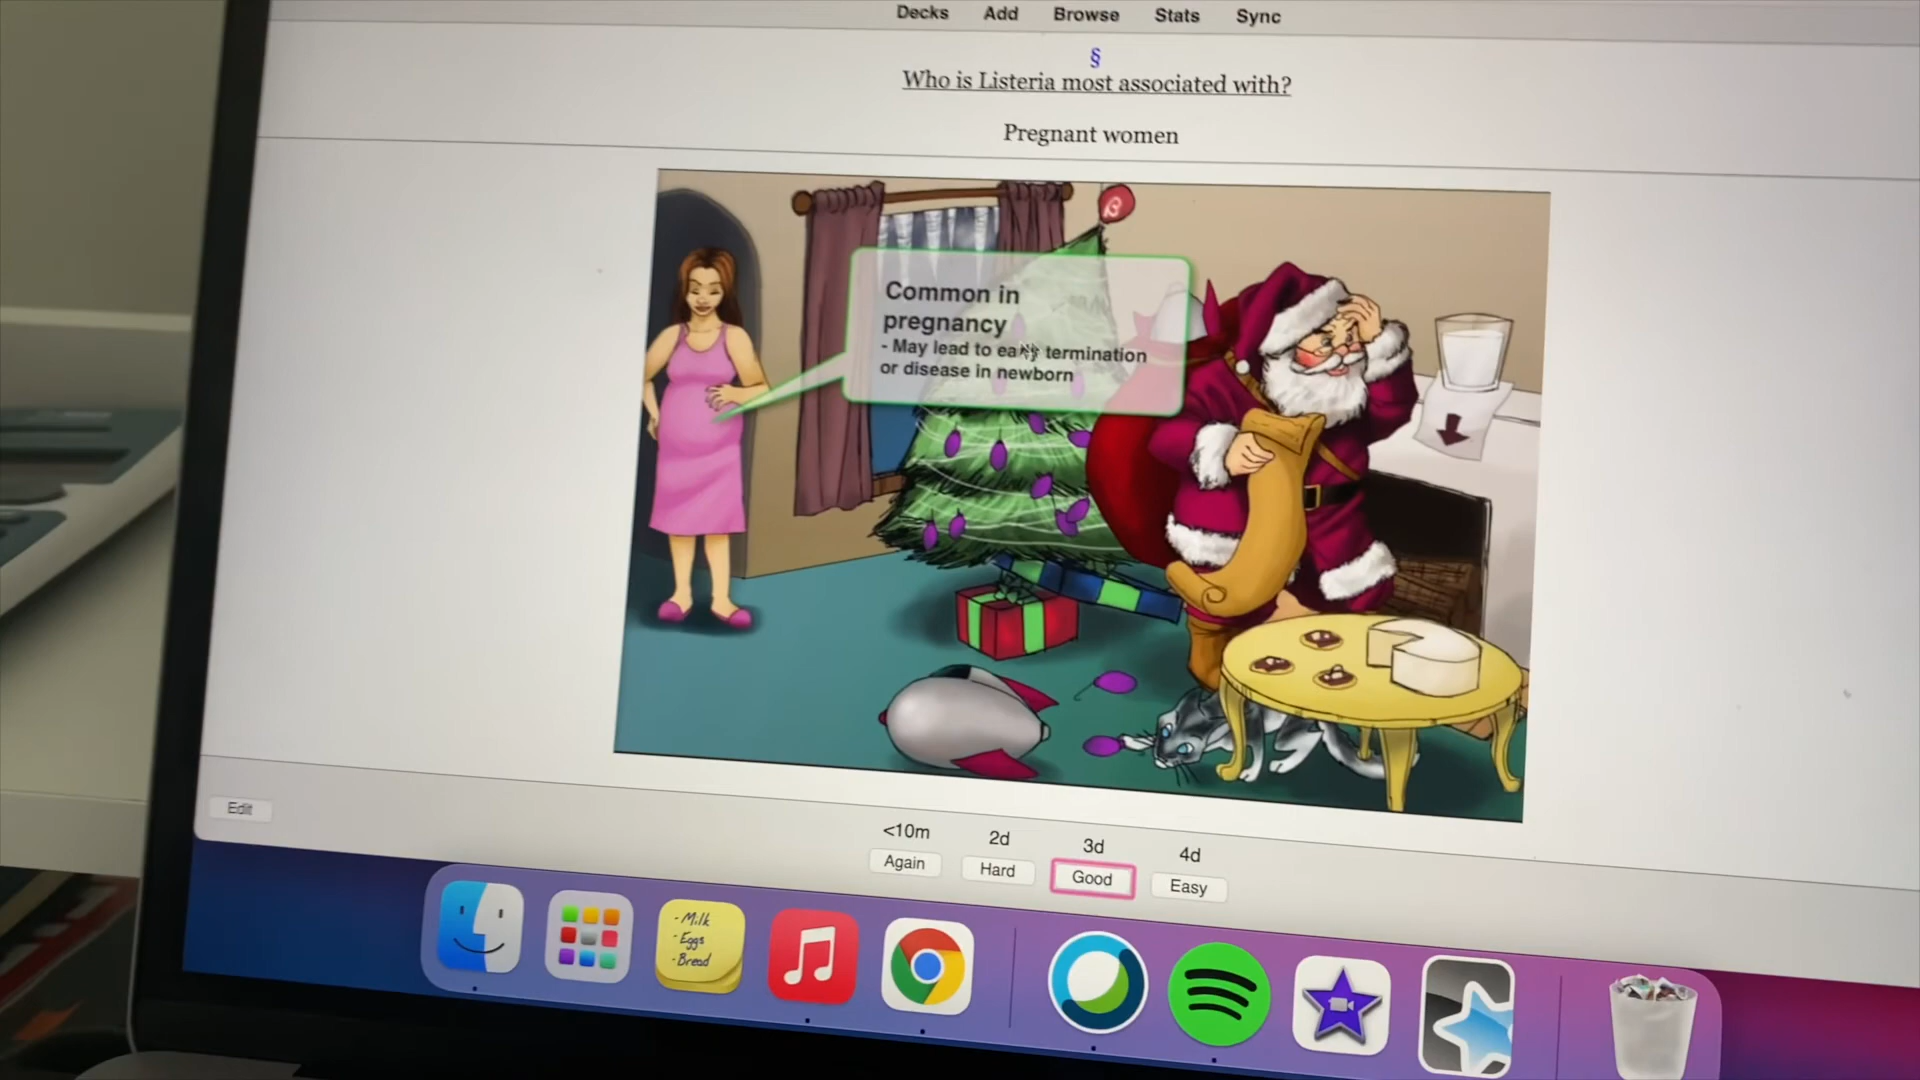 Decks Add Browse Stats Sync
§
Who is Listeria most associated with?
Pregnant women
β
Common in
pregnancy
- May lead to early termination
or disease in newborn
Edit
<10m 2d 3d 4d
Again Hard Good Easy
- Milk
- Eggs
- Bread